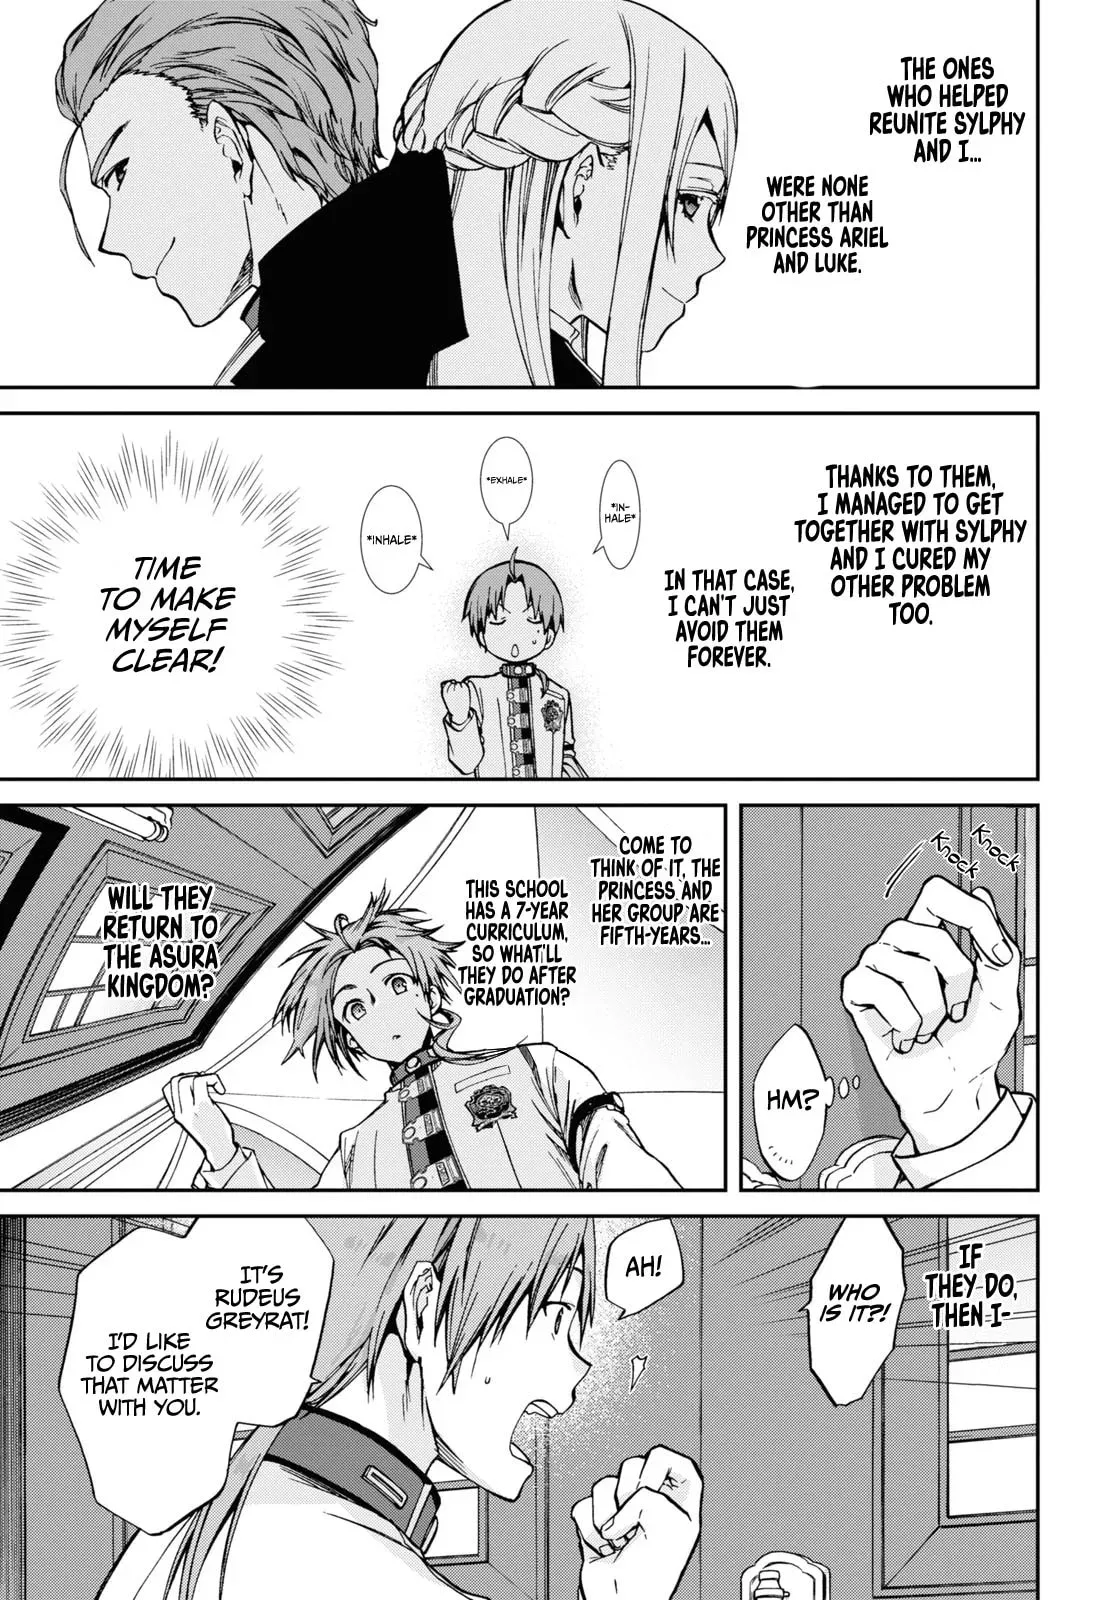 THE ONES
WHO HELPED
REUNITE SYLPHY
AND I...
WERE NONE
OTHER THAN
PRINCESS ARIEL
AND LUKE.
THANKS TO THEM,
I MANAGED TO GET
TOGETHER WITH SYLPHY
AND I CURED MY
OTHER PROBLEM
TOO.
IN THAT CASE,
I CAN'T JUST
AVOID THEM
FOREVER.
*IN-
HALE*
*EXHALE*
*INHALE*
TIME
TO MAKE
MYSELF
CLEAR!
Knock
Knock
HM?
COME TO
THINK OF IT, THE
PRINCESS AND
HER GROUP ARE
FIFTH-YEARS...
THIS SCHOOL
HAS A 7-YEAR
CURRICULUM,
SO WHAT'LL
THEY DO AFTER
GRADUATION?
WILL THEY
RETURN TO
THE ASURA
KINGDOM?
IF
THEY DO,
THEN I-
WHO
IS IT?!
AH!
IT'S
RUDEUS
GREYRAT!
I'D LIKE
TO DISCUSS
THAT MATTER
WITH YOU.